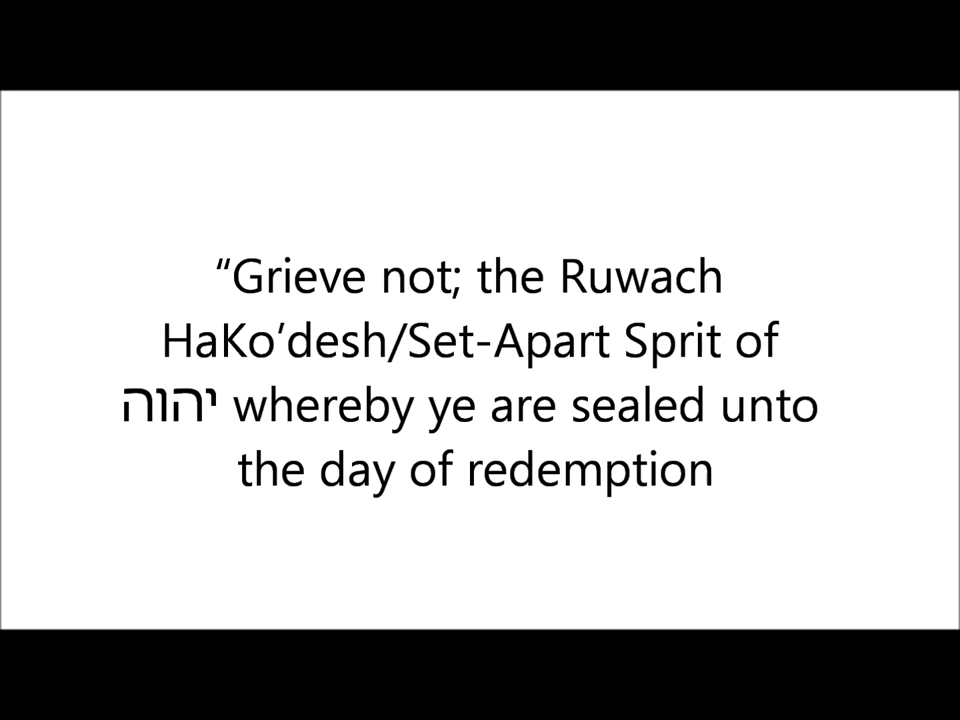 “Grieve not; the Ruwach
HaKo’desh/Set-Apart Sprit of
יהוה whereby ye are sealed unto
the day of redemption